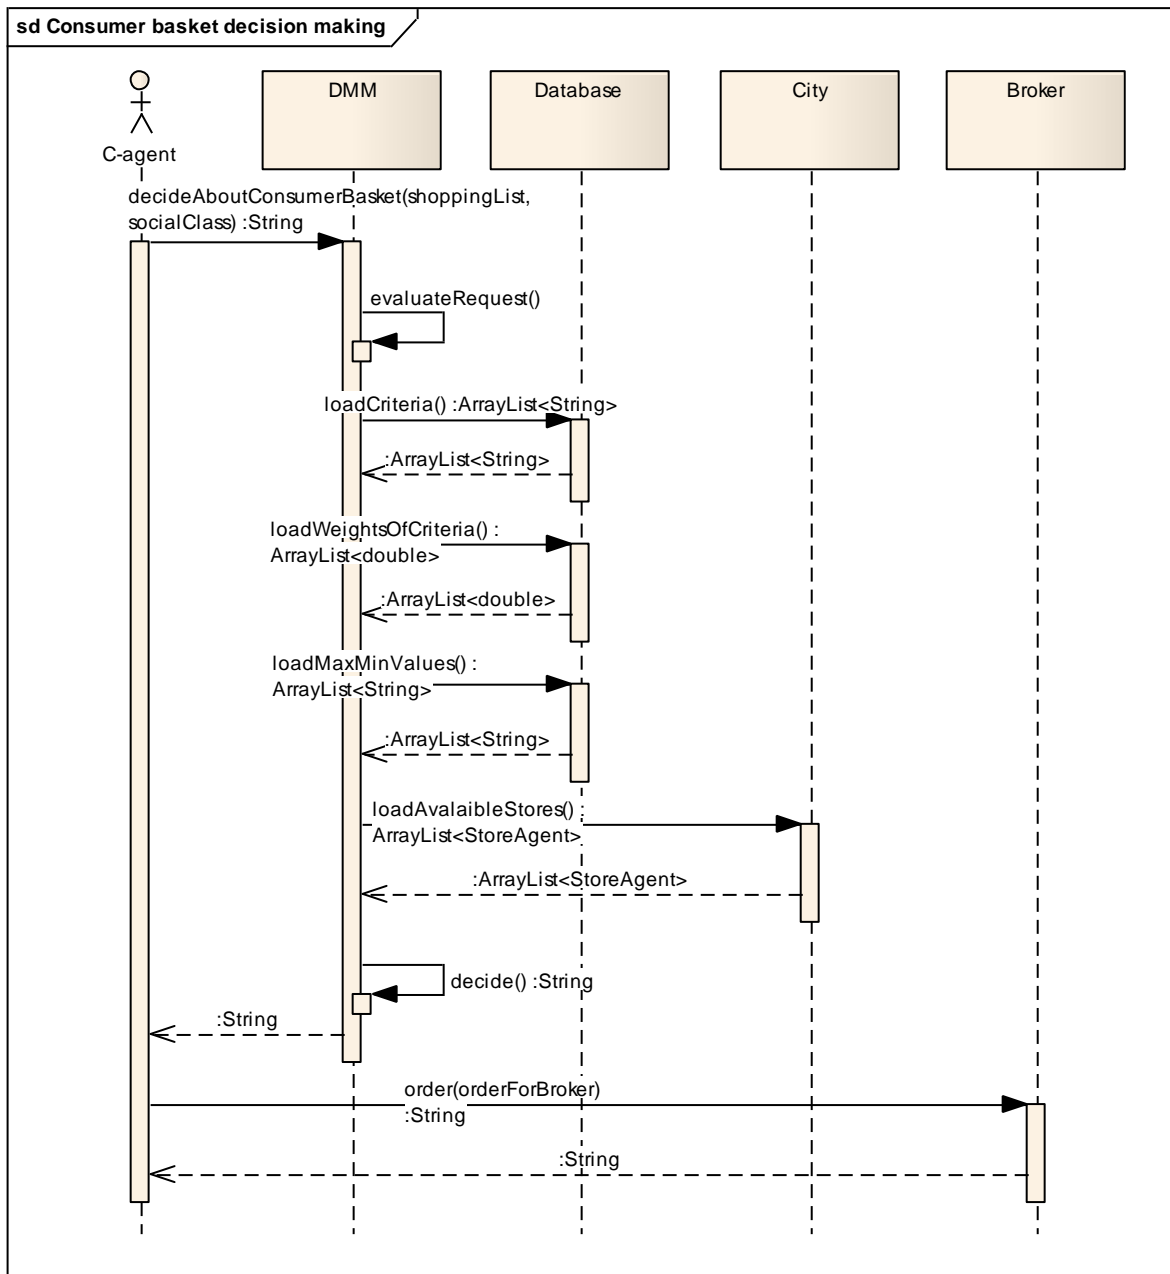 sd Consumer basket decision making
DMM
Database
City
Broker
C-agent
decideAboutConsumerBasket(shoppingList,
socialClass) :String
evaluateRequest()
loadCriteria() :ArrayList<String>
:ArrayList<String>
loadWeightsOfCriteria() :
ArrayList<double>
:ArrayList<double>
loadMaxMinValues() :
ArrayList<String>
:ArrayList<String>
loadAvalaibleStores() :
ArrayList<StoreAgent>
:ArrayList<StoreAgent>
decide() :String
:String
order(orderForBroker)
:String
:String